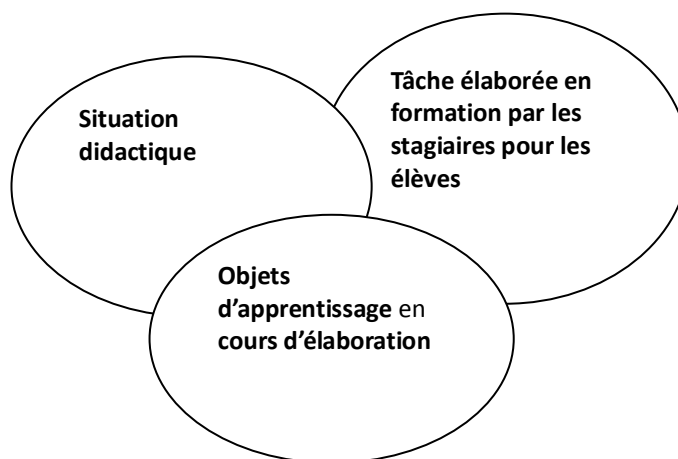 Situation
didactique
Tâche élaborée en
formation par les
stagiaires pour les
élèves
Objets
d’apprentissage en
cours d’élaboration